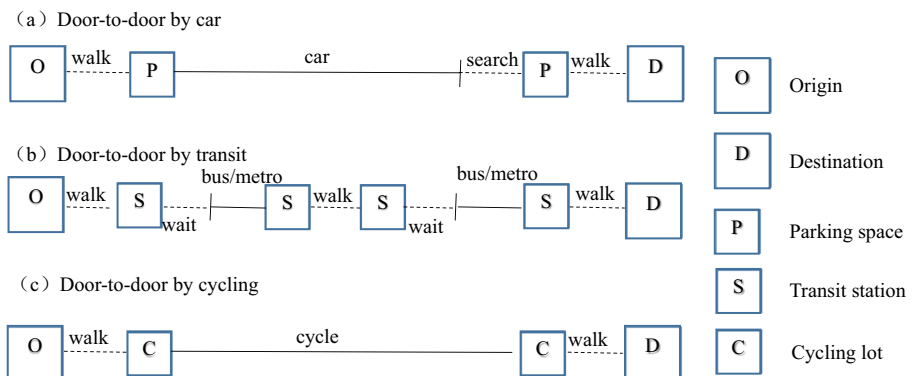 （a）Door-to-door by car
O walk P car search P walk D
（b）Door-to-door by transit
O walk S wait bus/metro S walk S wait bus/metro S walk D
（c）Door-to-door by cycling
O walk C cycle C walk D
O Origin
D Destination
P Parking space
S Transit station
C Cycling lot